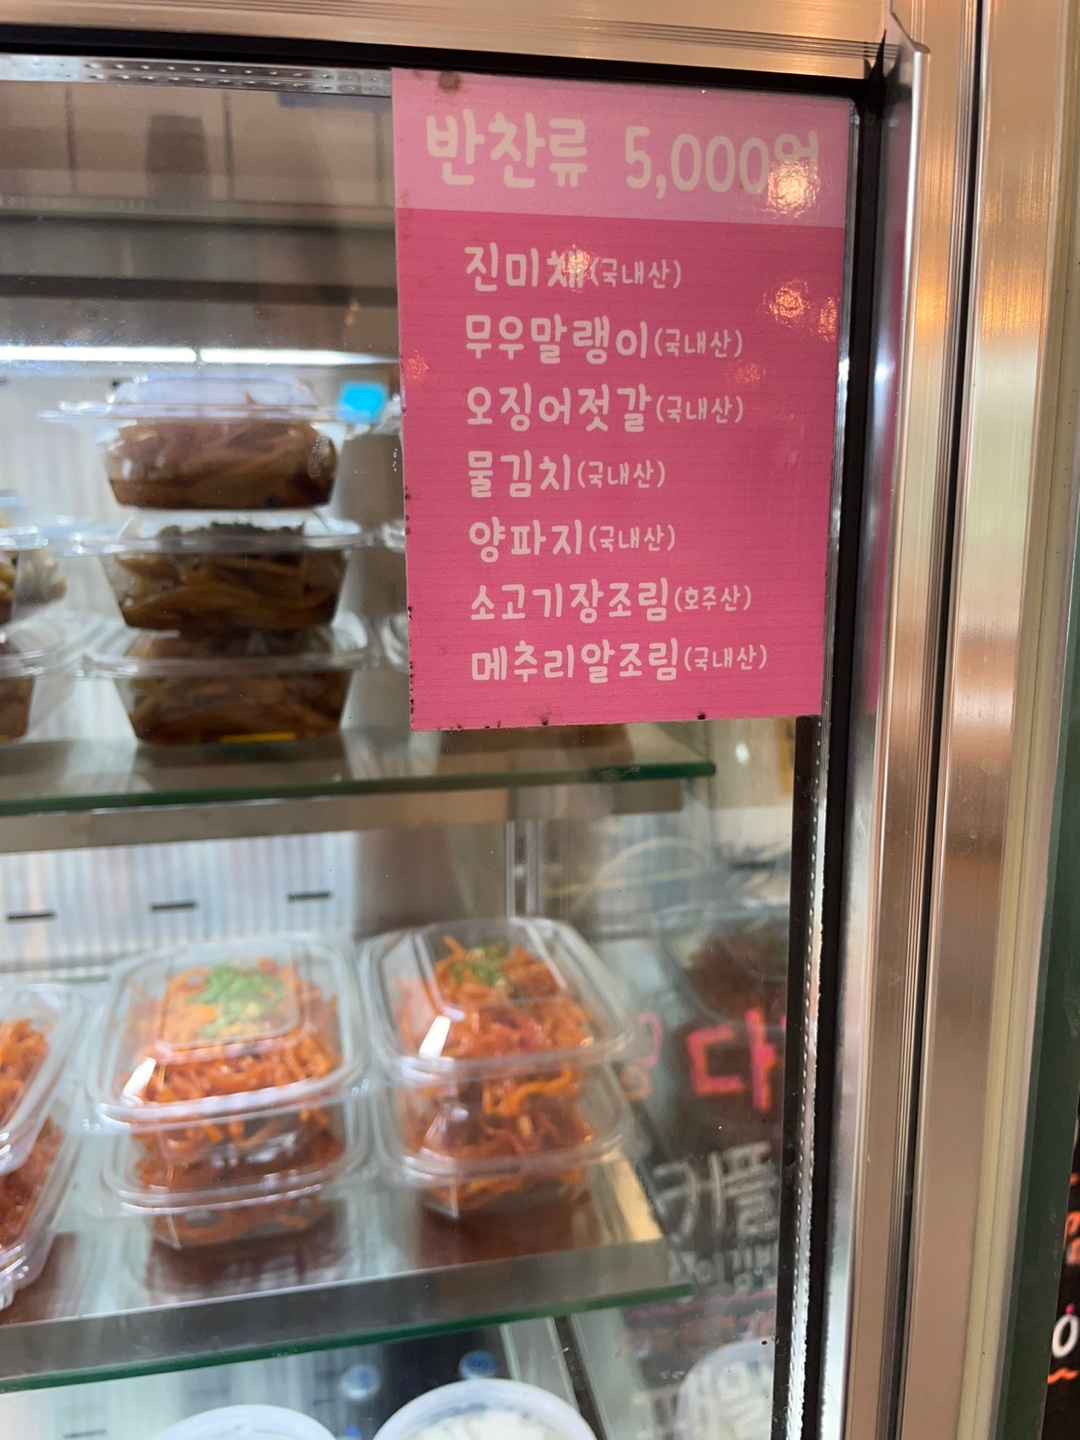 반찬류 5,000원
진미채(국내산)
무우말랭이(국내산)
오징어젓갈(국내산)
물김치(국내산)
양파지(국내산)
소고기장조림(호주산)
메추리알조림(국내산)
다
커플